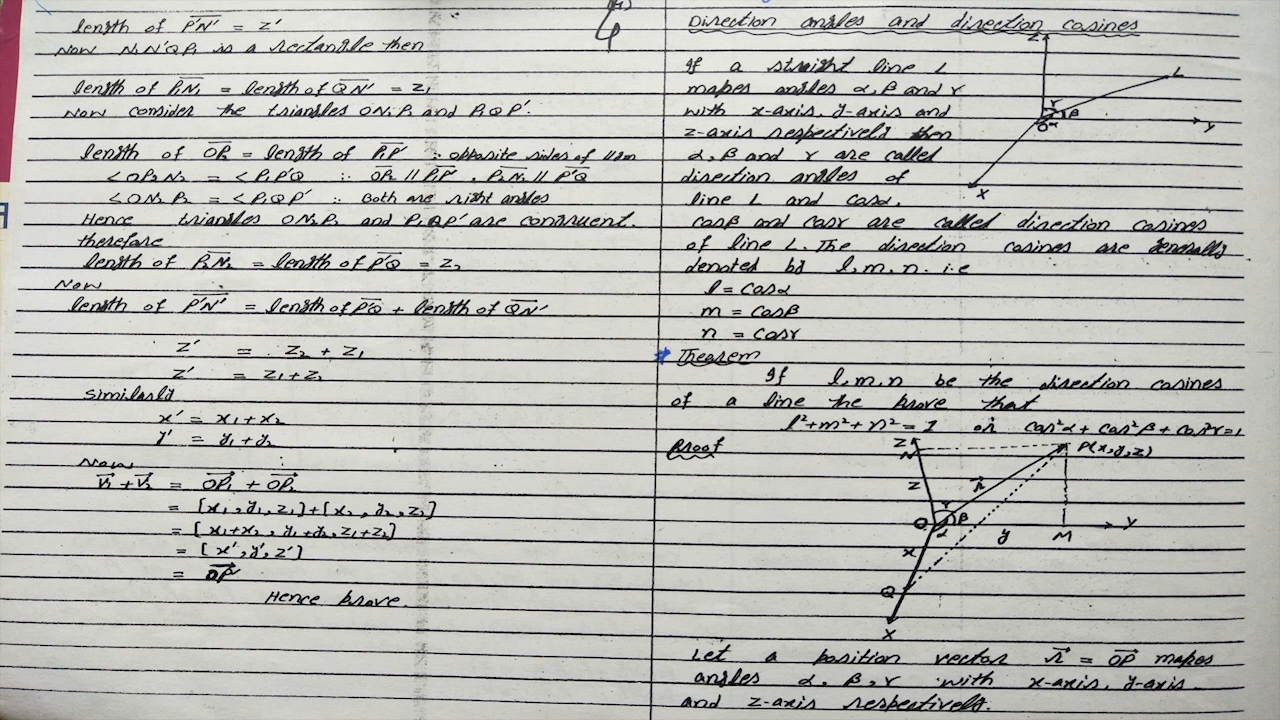 length of P'N' = Z'
Now N₁N'QP₁ is a rectangle then
length of P₁N₁ = length of QN' = Z₁
Now consider the triangles ON₂P₂ and P₁QP'.
length of OP₂ = length of P₁P' ∵ opposite sides of ||gm
<OP₂N₂ = <P₁P'Q ∵ OP₂ // P₁P' , P₂N₂ // P'Q
<ON₂P₂ = <P₁QP' ∵ Both are right angles
Hence triangles ON₂P₂ and P₁QP' are congruent.
therefore
length of P₂N₂ = length of P'Q = Z₂
Now
length of P'N' = length of P'Q + length of QN'
Z' = Z₂ + Z₁
Z' = Z₁+Z₂
Similarly
x' = x₁+x₂
y' = y₁+y₂
Now
V₁+V₂ = OP₁ + OP₂
= [x₁,y₁,z₁]+[x₂,y₂,z₂]
= [x₁+x₂, y₁+y₂, z₁+z₂]
= [x',y',z']
= OP'
Hence prove.
Direction angles and direction cosines
If a straight line L
makes angles α, β and γ
with x-axis, y-axis and
z-axis respectively then
α, β and γ are called
direction angles of
line L and cosα,
cosβ and cosγ are called direction cosines
of line L. The direction cosines are generally
denoted by l, m, n. i.e
l = cosα
m = cosβ
n = cosγ
Z
L
γ
β
O
α
y
X
* Theorem
If l, m, n be the direction cosines
of a line the prove that
l²+m²+n² = 1 or cos²α + cos²β + cos²γ = 1
Proof
Z
N
P(x,y,z)
z
r
γ
O
β
α
y
M
Y
x
Q
X
Let a position vector r = OP makes
angles α, β, γ with x-axis, y-axis
and z-axis respectively.